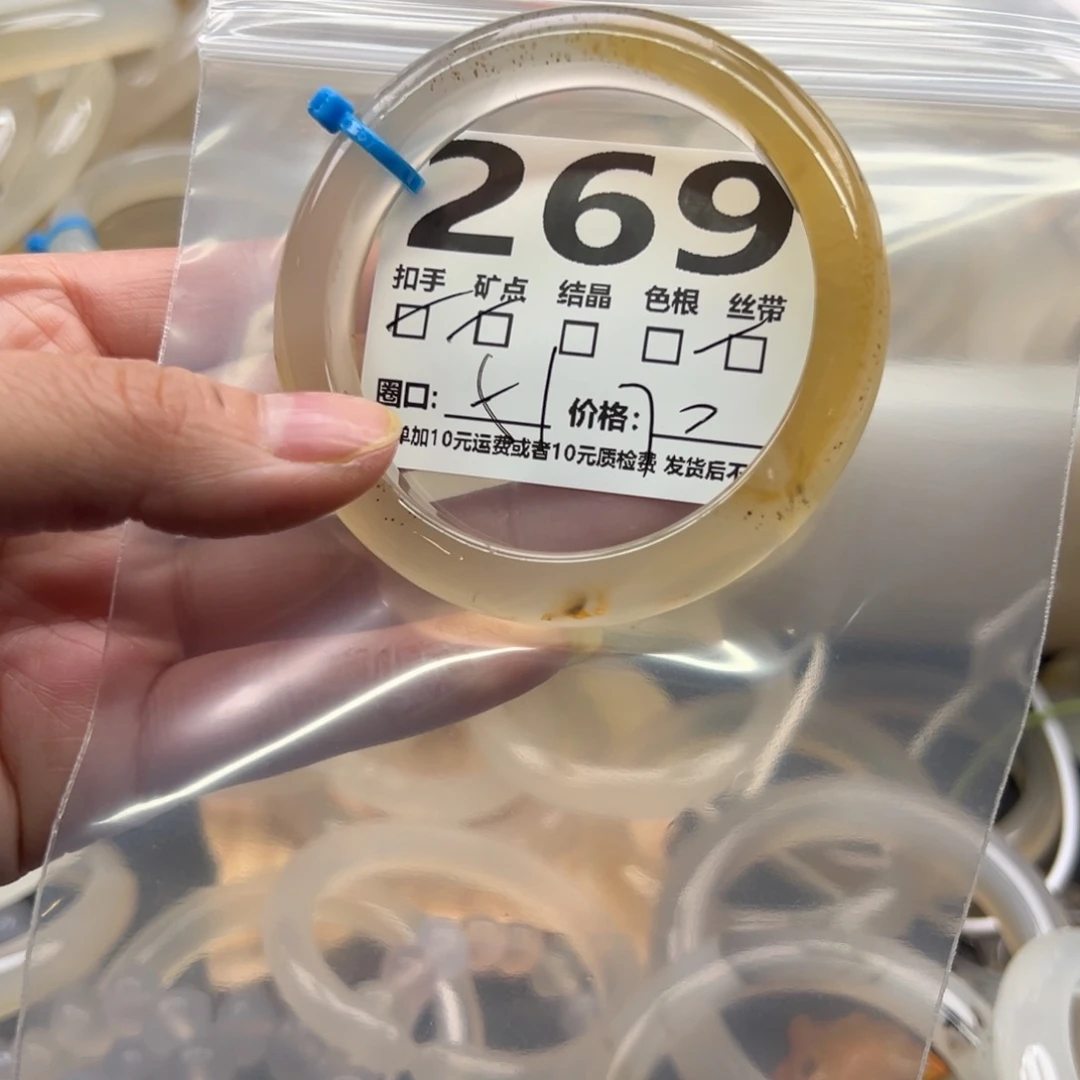 269
扣手 矿点 结晶 色根 丝带
圈口: 价格:
单加10元运费或者10元质检费 发货后不